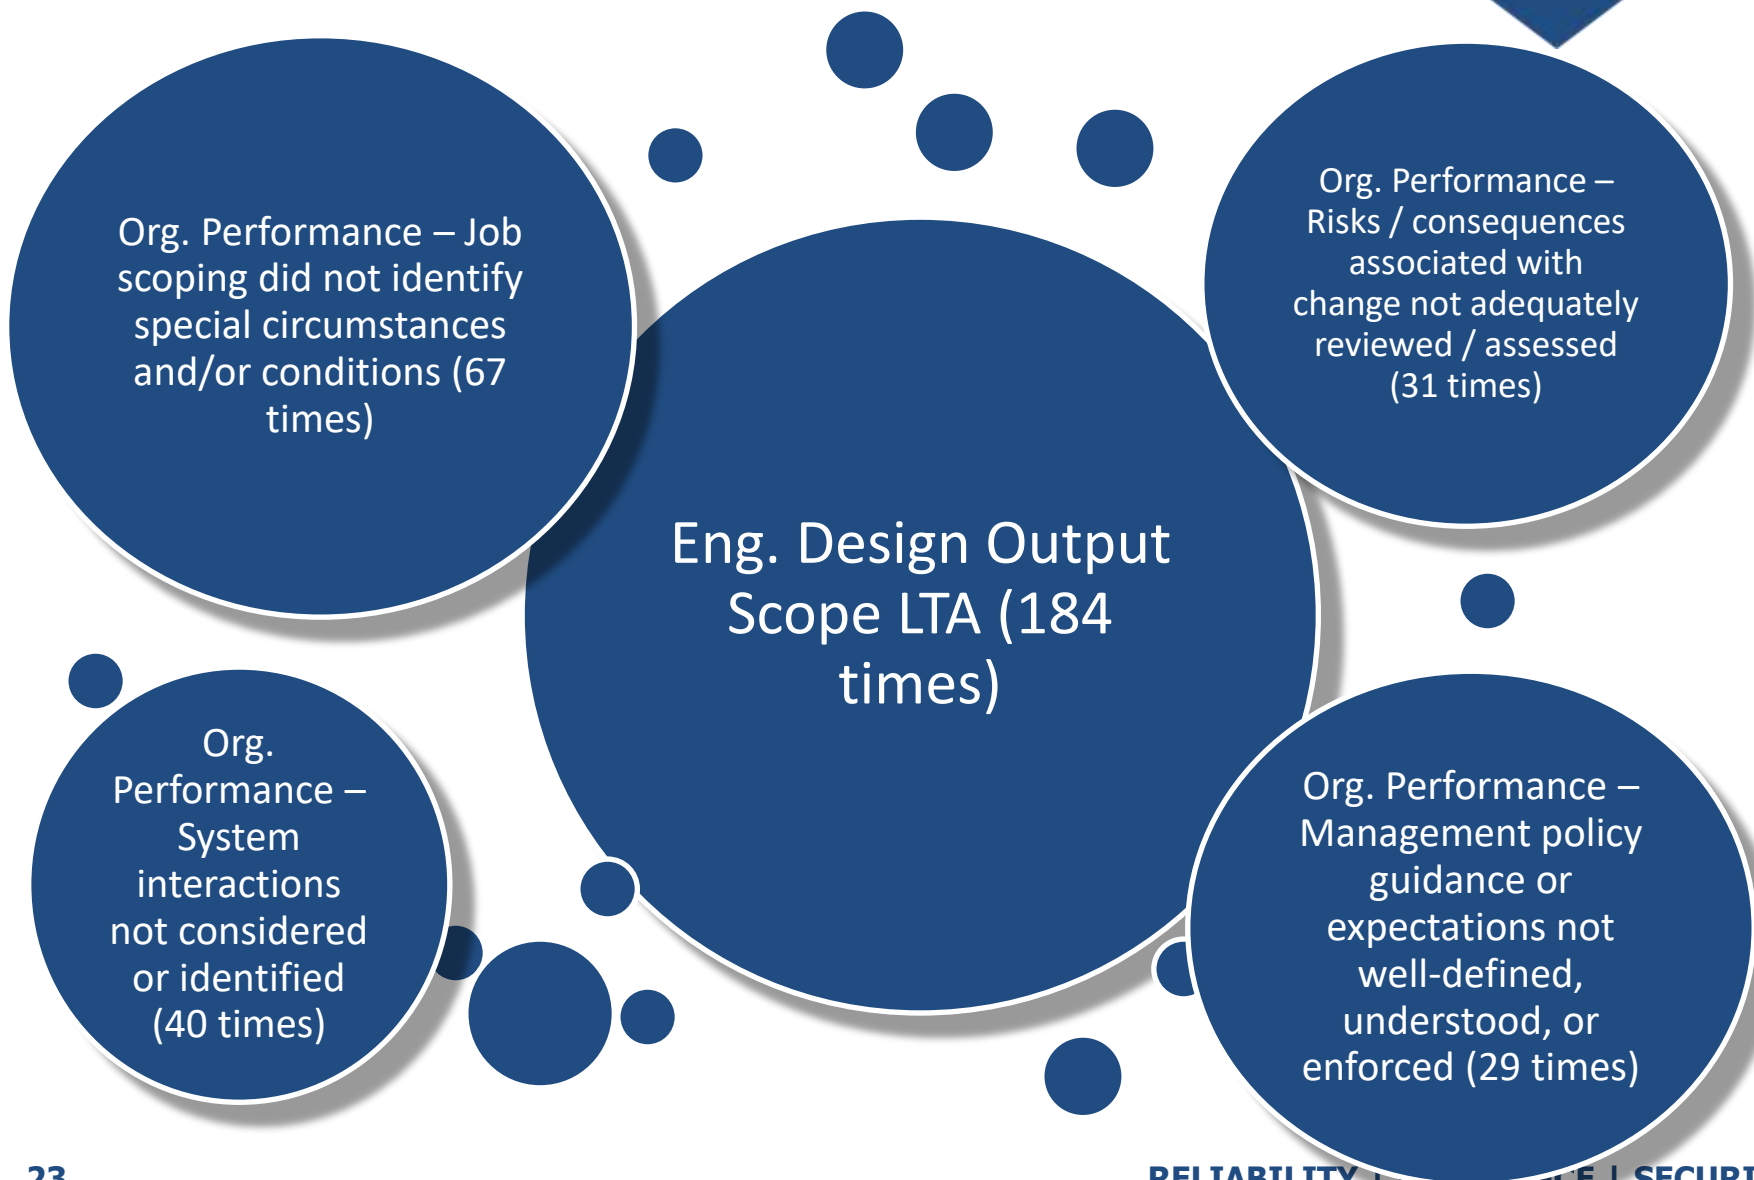 Org. Performance – Job
scoping did not identify
special circumstances
and/or conditions (67
times)
Org. Performance –
Risks / consequences
associated with
change not adequately
reviewed / assessed
(31 times)
Eng. Design Output
Scope LTA (184
times)
Org.
Performance –
System
interactions
not considered
or identified
(40 times)
Org. Performance –
Management policy
guidance or
expectations not
well-defined,
understood, or
enforced (29 times)
23
RELIABILITY |